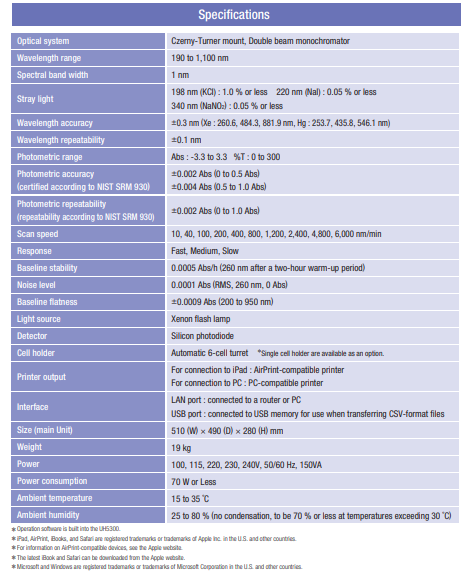 Specifications
Optical system Czerny-Turner mount, Double beam monochromator
Wavelength range 190 to 1,100 nm
Spectral band width 1 nm
Stray light 198 nm (KCl) : 1.0 % or less 220 nm (NaI) : 0.05 % or less
340 nm (NaNO₂) : 0.05 % or less
Wavelength accuracy ±0.3 nm (Xe : 260.6, 484.3, 881.9 nm, Hg : 253.7, 435.8, 546.1 nm)
Wavelength repeatability ±0.1 nm
Photometric range Abs : -3.3 to 3.3 %T : 0 to 300
Photometric accuracy ±0.002 Abs (0 to 0.5 Abs)
(certified according to NIST SRM 930) ±0.004 Abs (0.5 to 1.0 Abs)
Photometric repeatability
(repeatability according to NIST SRM 930) ±0.002 Abs (0 to 1.0 Abs)
Scan speed 10, 40, 100, 200, 400, 800, 1,200, 2,400, 4,800, 6,000 nm/min
Response Fast, Medium, Slow
Baseline stability 0.0005 Abs/h (260 nm after a two-hour warm-up period)
Noise level 0.0001 Abs (RMS, 260 nm, 0 Abs)
Baseline flatness ±0.0009 Abs (200 to 950 nm)
Light source Xenon flash lamp
Detector Silicon photodiode
Cell holder Automatic 6-cell turret *Single cell holder are available as an option.
Printer output For connection to iPad : AirPrint-compatible printer
For connection to PC : PC-compatible printer
Interface LAN port : connected to a router or PC
USB port : connected to USB memory for use when transferring CSV-format files
Size (main Unit) 510 (W) × 490 (D) × 280 (H) mm
Weight 19 kg
Power 100, 115, 220, 230, 240V, 50/60 Hz, 150VA
Power consumption 70 W or Less
Ambient temperature 15 to 35 ˚C
Ambient humidity 25 to 80 % (no condensation, to be 70 % or less at temperatures exceeding 30 ˚C)
＊Operation software is built into the UH5300.
＊iPad, AirPrint, iBooks, and Safari are registered trademarks or trademarks of Apple Inc. in the U.S. and other countries.
＊For information on AirPrint-compatible devices, see the Apple website.
＊The latest iBook and Safari can be downloaded from the Apple website.
＊Microsoft and Windows are registered trademarks or trademarks of Microsoft Corporation in the U.S. and other countries.